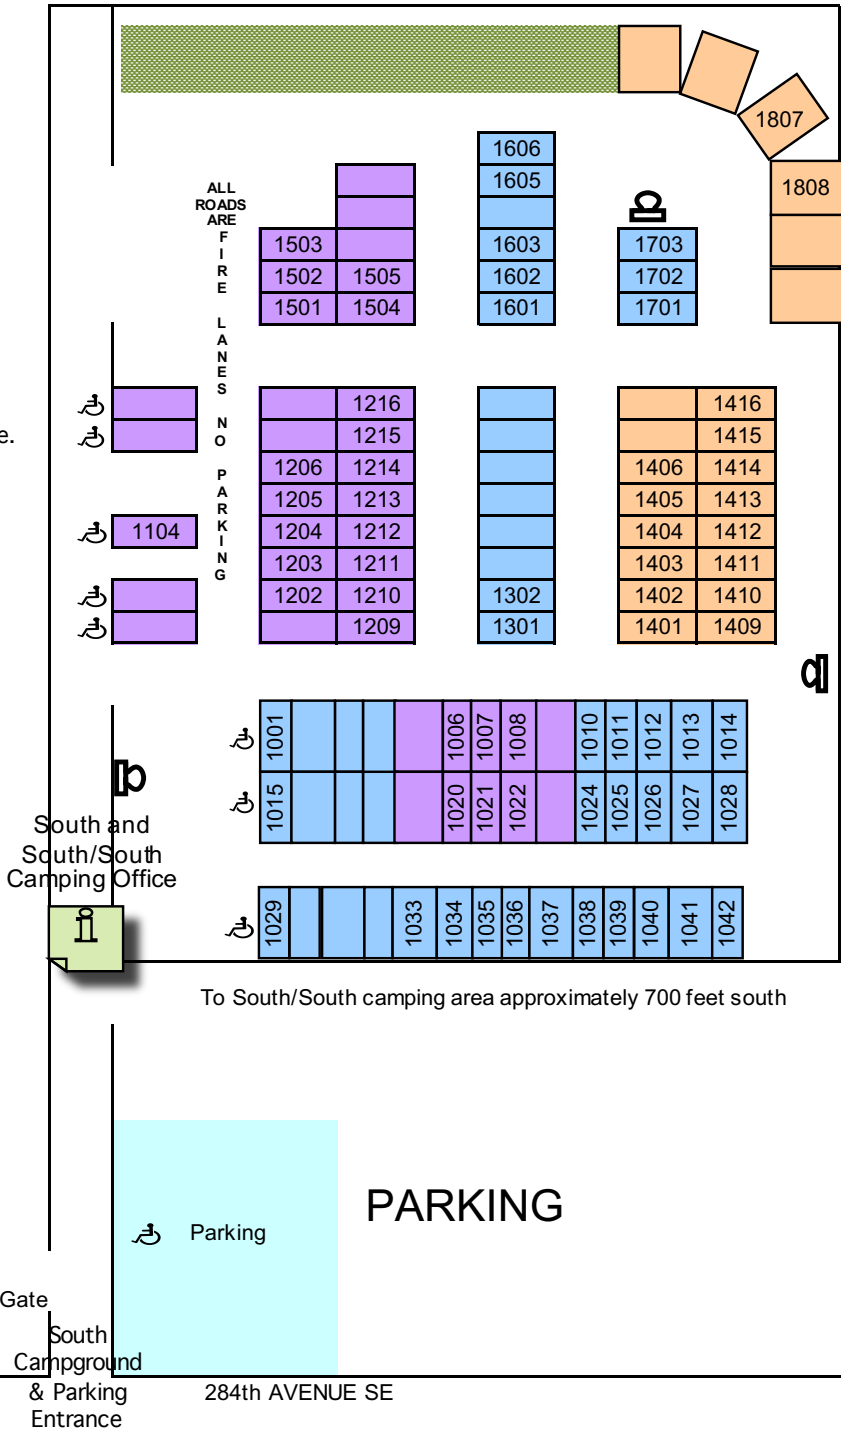 1807
1606
1605
1808
ALL
ROADS
ARE
F
I
R
E
L
A
N
E
S
N
O
P
A
R
K
I
N
G
1503
1603
1703
1502
1505
1602
1702
1501
1504
1601
1701
1216
1416
e.
1215
1415
1206
1214
1406
1414
1205
1213
1405
1413
1104
1204
1212
1404
1412
1203
1211
1403
1411
1202
1210
1302
1402
1410
1209
1301
1401
1409
1001
1006
1007
1008
1010
1011
1012
1013
1014
1015
1020
1021
1022
1024
1025
1026
1027
1028
South and
South/South
Camping Office
i
1029
1033
1034
1035
1036
1037
1038
1039
1040
1041
1042
To South/South camping area approximately 700 feet south
PARKING
Parking
Gate
South
Campground
& Parking
Entrance
284th AVENUE SE